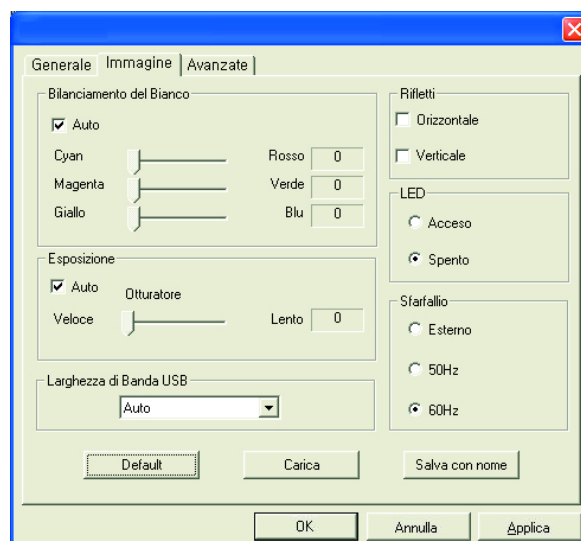 Generale Immagine Avanzate
Bilanciamento del Bianco
Auto
Cyan Rosso 0
Magenta Verde 0
Giallo Blu 0
Esposizione
Auto Otturatore
Veloce Lento 0
Larghezza di Banda USB
Auto
Rifletti
Orizzontale
Verticale
LED
Acceso
Spento
Sfarfallio
Esterno
50Hz
60Hz
Default Carica Salva con nome
OK Annulla Applica